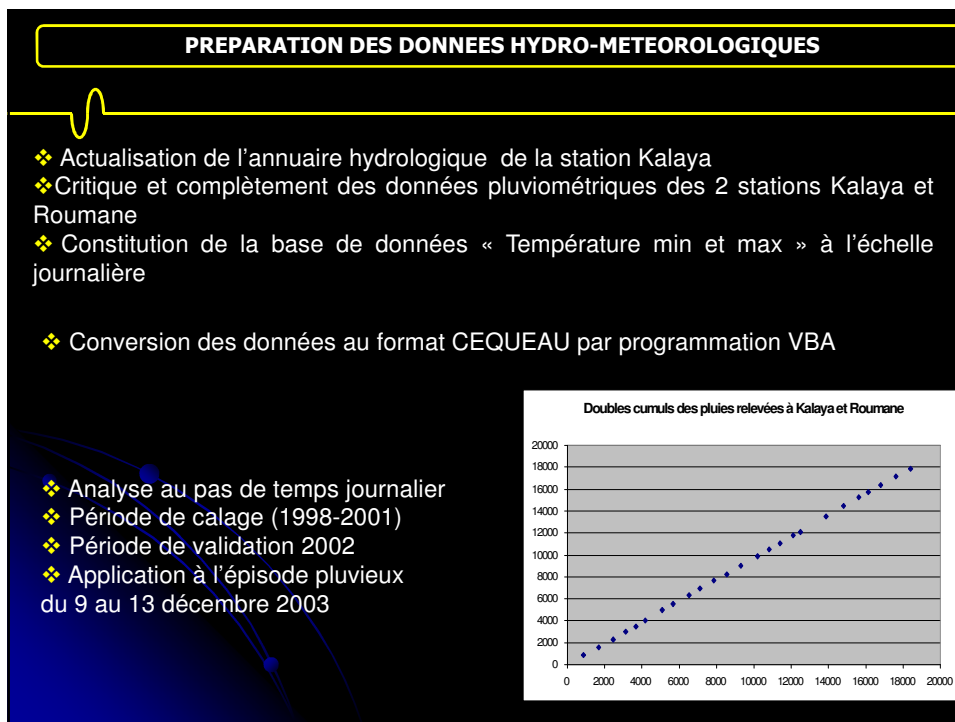 PREPARATION DES DONNEES HYDRO-METEOROLOGIQUES
❖ Actualisation de l’annuaire hydrologique de la station Kalaya
❖Critique et complètement des données pluviométriques des 2 stations Kalaya et
Roumane
❖ Constitution de la base de données « Température min et max » à l’échelle
journalière
❖ Conversion des données au format CEQUEAU par programmation VBA
❖ Analyse au pas de temps journalier
❖ Période de calage (1998-2001)
❖ Période de validation 2002
❖ Application à l’épisode pluvieux
du 9 au 13 décembre 2003
Doubles cumuls des pluies relevées à Kalaya et Roumane
20000
18000
16000
14000
12000
10000
8000
6000
4000
2000
0
0 2000 4000 6000 8000 10000 12000 14000 16000 18000 20000